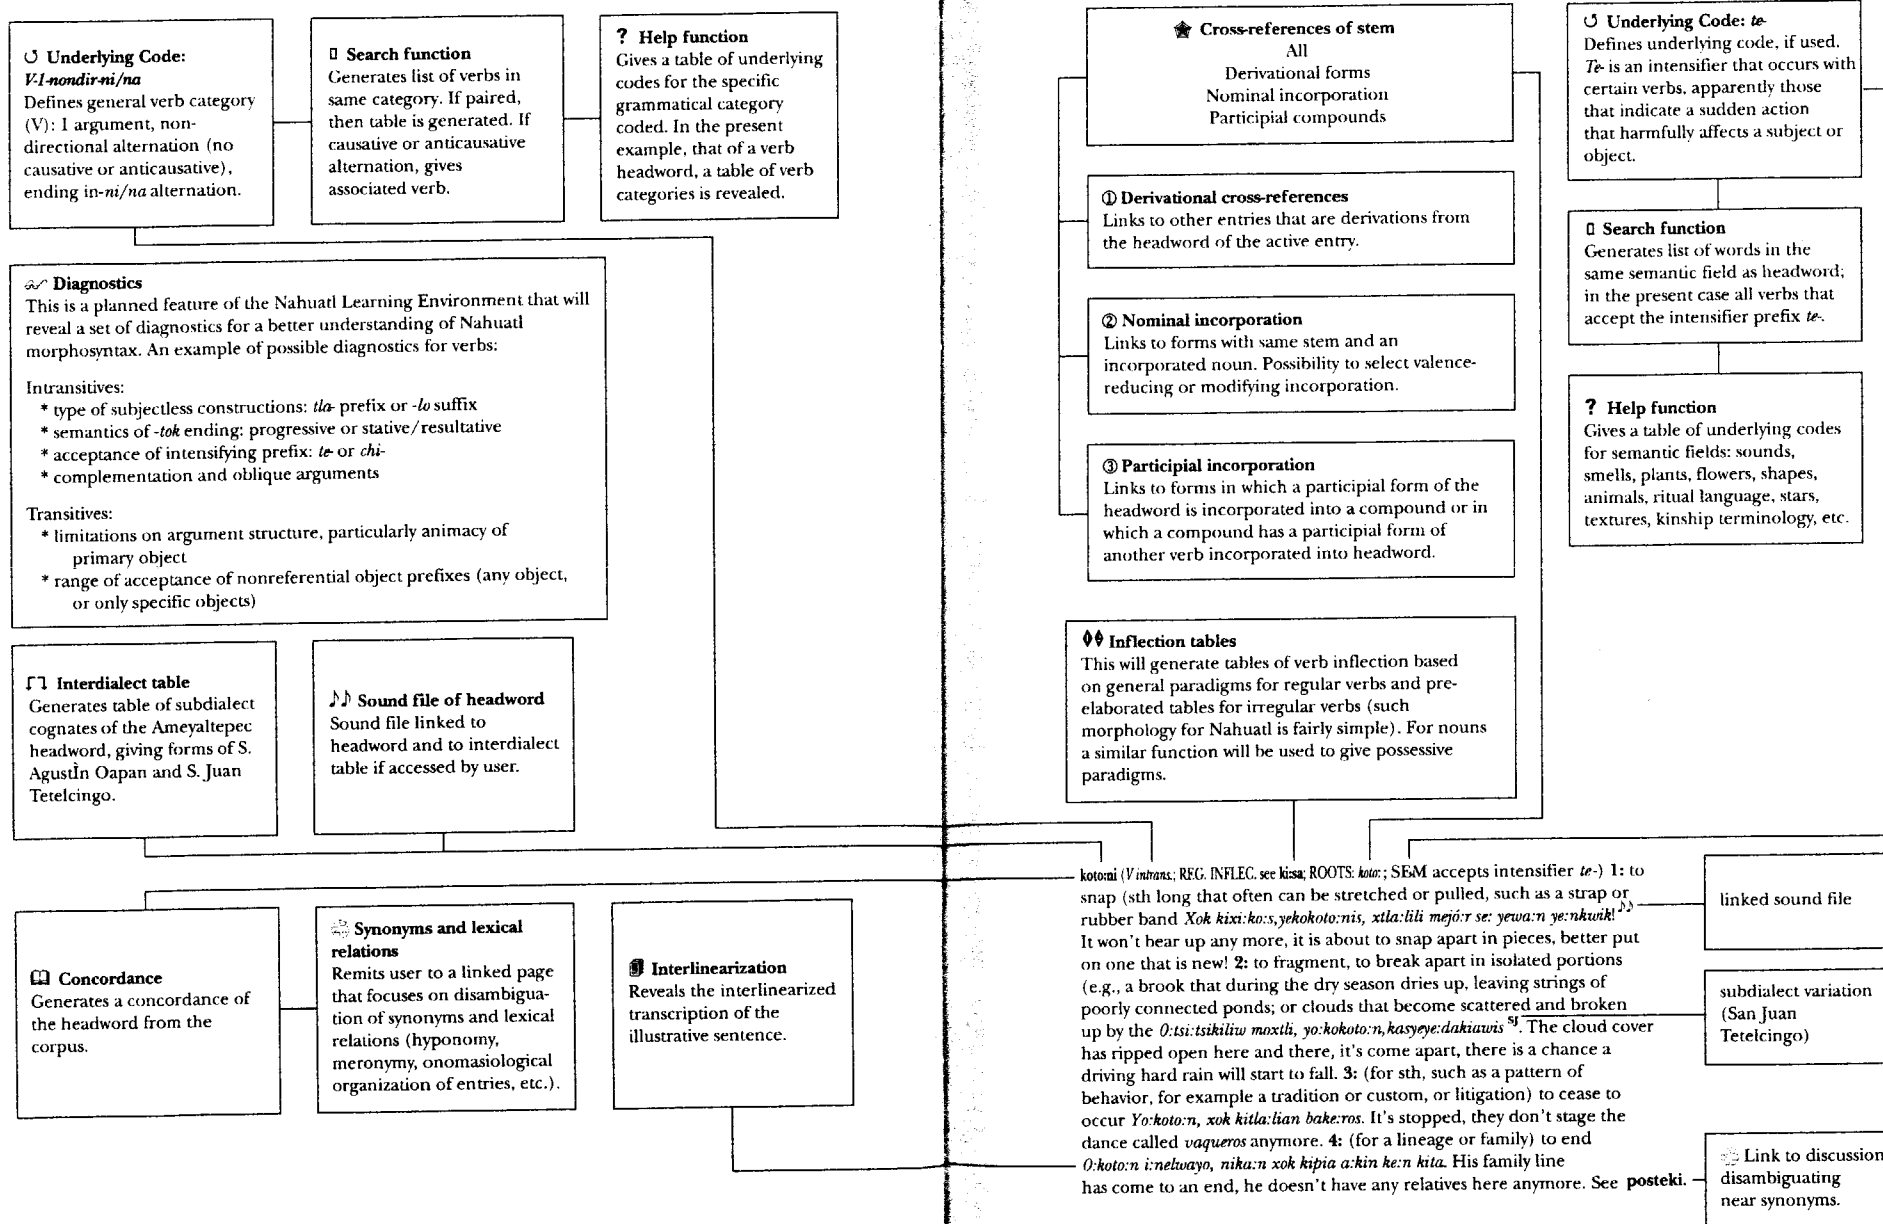 ↺ Underlying Code:
V-1-nondir-ni/na
Defines general verb category
(V): 1 argument, non-
directional alternation (no
causative or anticausative),
ending in-ni/na alternation.
▯ Search function
Generates list of verbs in
same category. If paired,
then table is generated. If
causative or anticausative
alternation, gives
associated verb.
? Help function
Gives a table of underlying
codes for the specific
grammatical category
coded. In the present
example, that of a verb
headword, a table of verb
categories is revealed.
Diagnostics
This is a planned feature of the Nahuatl Learning Environment that will
reveal a set of diagnostics for a better understanding of Nahuatl
morphosyntax. An example of possible diagnostics for verbs:
Intransitives:
* type of subjectless constructions: tla- prefix or -lo suffix
* semantics of -tok ending: progressive or stative/resultative
* acceptance of intensifying prefix: te- or chi-
* complementation and oblique arguments
Transitives:
* limitations on argument structure, particularly animacy of
primary object
* range of acceptance of nonreferential object prefixes (any object,
or only specific objects)
Interdialect table
Generates table of subdialect
cognates of the Ameyaltepec
headword, giving forms of S.
AgustÌn Oapan and S. Juan
Tetelcingo.
♪♪ Sound file of headword
Sound file linked to
headword and to interdialect
table if accessed by user.
Concordance
Generates a concordance of
the headword from the
corpus.
Synonyms and lexical
relations
Remits user to a linked page
that focuses on disambigua-
tion of synonyms and lexical
relations (hyponomy,
meronymy, onomasiological
organization of entries, etc.).
Interlinearization
Reveals the interlinearized
transcription of the
illustrative sentence.
Cross-references of stem
All
Derivational forms
Nominal incorporation
Participial compounds
① Derivational cross-references
Links to other entries that are derivations from
the headword of the active entry.
② Nominal incorporation
Links to forms with same stem and an
incorporated noun. Possibility to select valence-
reducing or modifying incorporation.
③ Participial incorporation
Links to forms in which a participial form of the
headword is incorporated into a compound or in
which a compound has a participial form of
another verb incorporated into headword.
Inflection tables
This will generate tables of verb inflection based
on general paradigms for regular verbs and pre-
elaborated tables for irregular verbs (such
morphology for Nahuatl is fairly simple). For nouns
a similar function will be used to give possessive
paradigms.
↺ Underlying Code: te-
Defines underlying code, if used.
Te- is an intensifier that occurs with
certain verbs, apparently those
that indicate a sudden action
that harmfully affects a subject or
object.
▯ Search function
Generates list of words in the
same semantic field as headword;
in the present case all verbs that
accept the intensifier prefix te-.
? Help function
Gives a table of underlying codes
for semantic fields: sounds,
smells, plants, flowers, shapes,
animals, ritual language, stars,
textures, kinship terminology, etc.
koto:ni (V intrans.; REG. INFLEC. see ki:sa; ROOTS: koto: ; SEM accepts intensifier te-) 1: to
snap (sth long that often can be stretched or pulled, such as a strap or
rubber band Xok kixi:ko:s,yekokoto:nis, xtla:lili mejó:r se: yewa:n ye:nkwik! ♪♪
It won't hear up any more, it is about to snap apart in pieces, better put
on one that is new! 2: to fragment, to break apart in isolated portions
(e.g., a brook that during the dry season dries up, leaving strings of
poorly connected ponds; or clouds that become scattered and broken
up by the O:tsi:tsikiliw moxtli, yo:kokoto:n,kasyeye:dakiawis SJ. The cloud cover
has ripped open here and there, it's come apart, there is a chance a
driving hard rain will start to fall. 3: (for sth, such as a pattern of
behavior, for example a tradition or custom, or litigation) to cease to
occur Yo:koto:n, xok kitla:lian bake:ros. It's stopped, they don't stage the
dance called vaqueros anymore. 4: (for a lineage or family) to end
O:koto:n i:nelwayo, nika:n xok kipia a:kin ke:n kita. His family line
has come to an end, he doesn't have any relatives here anymore. See posteki.
linked sound file
subdialect variation
(San Juan
Tetelcingo)
Link to discussion
disambiguating
near synonyms.